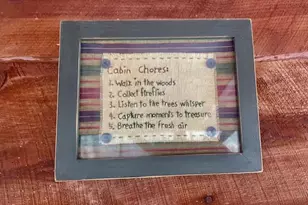 Cabin Chores:
1. Walk in the woods
2. Collect fireflies
3. Listen to the trees whisper
4. Capture moments to treasure
5. Breathe the fresh air